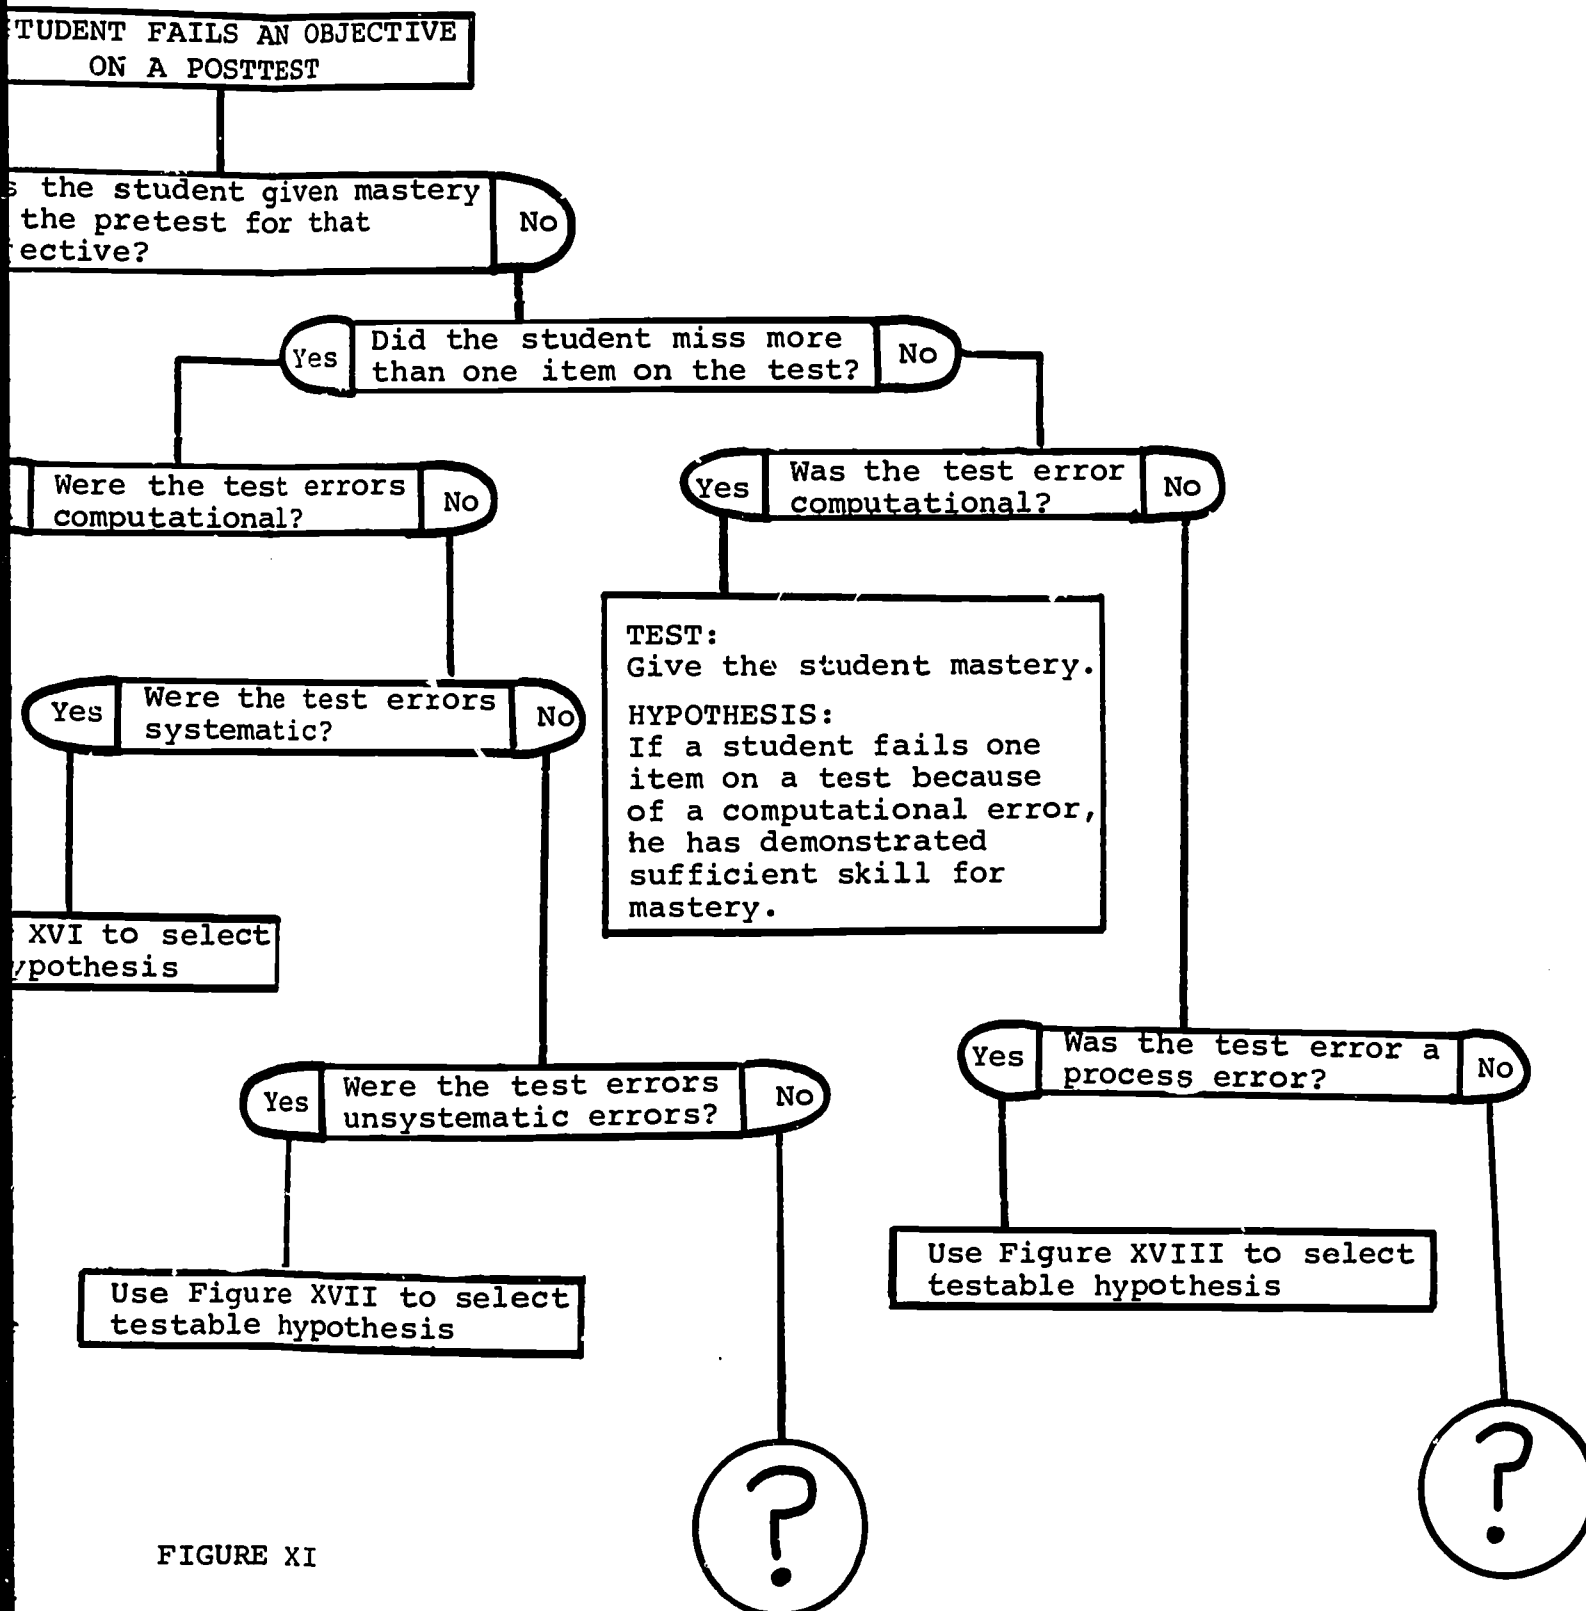 FAILS AN OBJECTIVE
ON A POSTTEST
the student given mastery
the pretest for that
No
Yes
Did the student miss more
than one item on the test?
No
Were the test errors
computational?
No
Yes
Was the test error
computational?
No
TEST:
Give the student mastery.
HYPOTHESIS:
If a student fails one
item on a test because
of a computational error,
he has demonstrated
sufficient skill for
mastery.
Yes
Were the test errors
systematic?
No
XVI to select
Yes
Were the test errors
unsystematic errors?
No
Yes
Was the test error a
process error?
No
Use Figure XVII to select
testable hypothesis
Use Figure XVIII to select
testable hypothesis
?
?
FIGURE XI